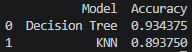 Model Accuracy
0 Decision Tree 0.934375
1 KNN 0.893750